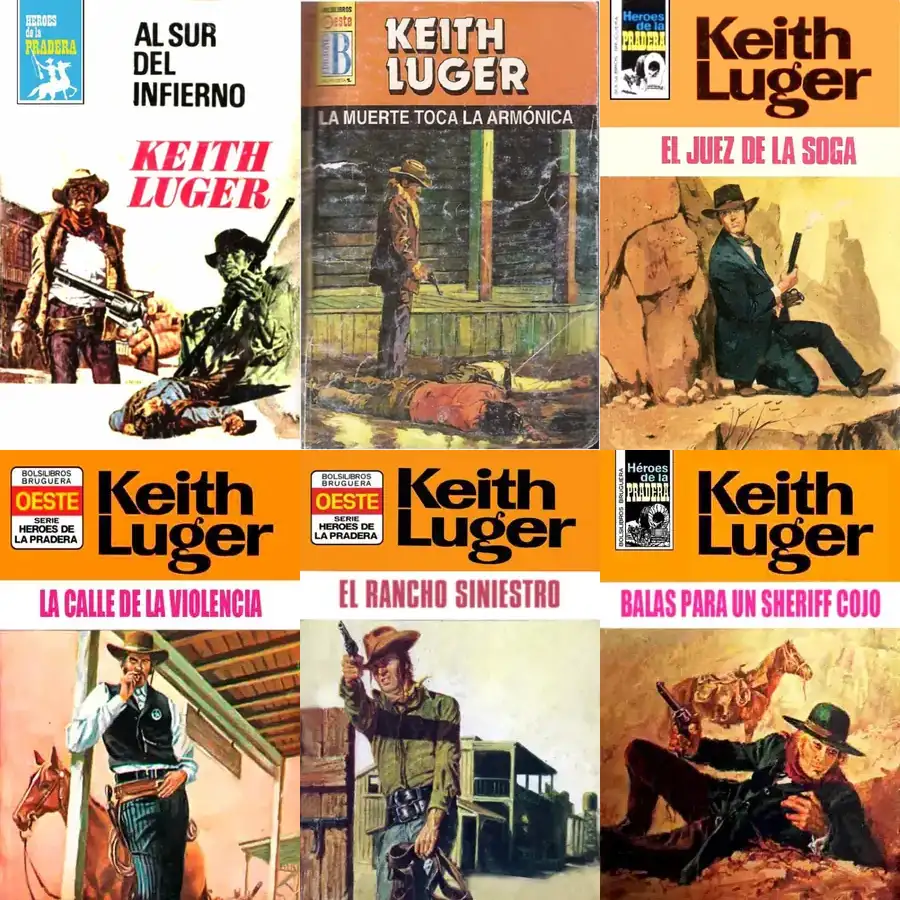 HEROES
de la
PRADERA
AL SUR
DEL
INFIERNO
KEITH
LUGER
BOLSILIBROS
Oeste
B
KEITH
LUGER
LA MUERTE TOCA LA ARMÓNICA
Héroes
de la
PRADERA
Keith
Luger
EL JUEZ DE LA SOGA
BOLSILIBROS
BRUGUERA
OESTE
SERIE
HEROES DE
LA PRADERA
Keith
Luger
LA CALLE DE LA VIOLENCIA
BOLSILIBROS
BRUGUERA
OESTE
SERIE
HEROES DE
LA PRADERA
Keith
Luger
EL RANCHO SINIESTRO
BOLSILIBROS BRUGUERA
Héroes
de la
PRADERA
Keith
Luger
BALAS PARA UN SHERIFF COJO